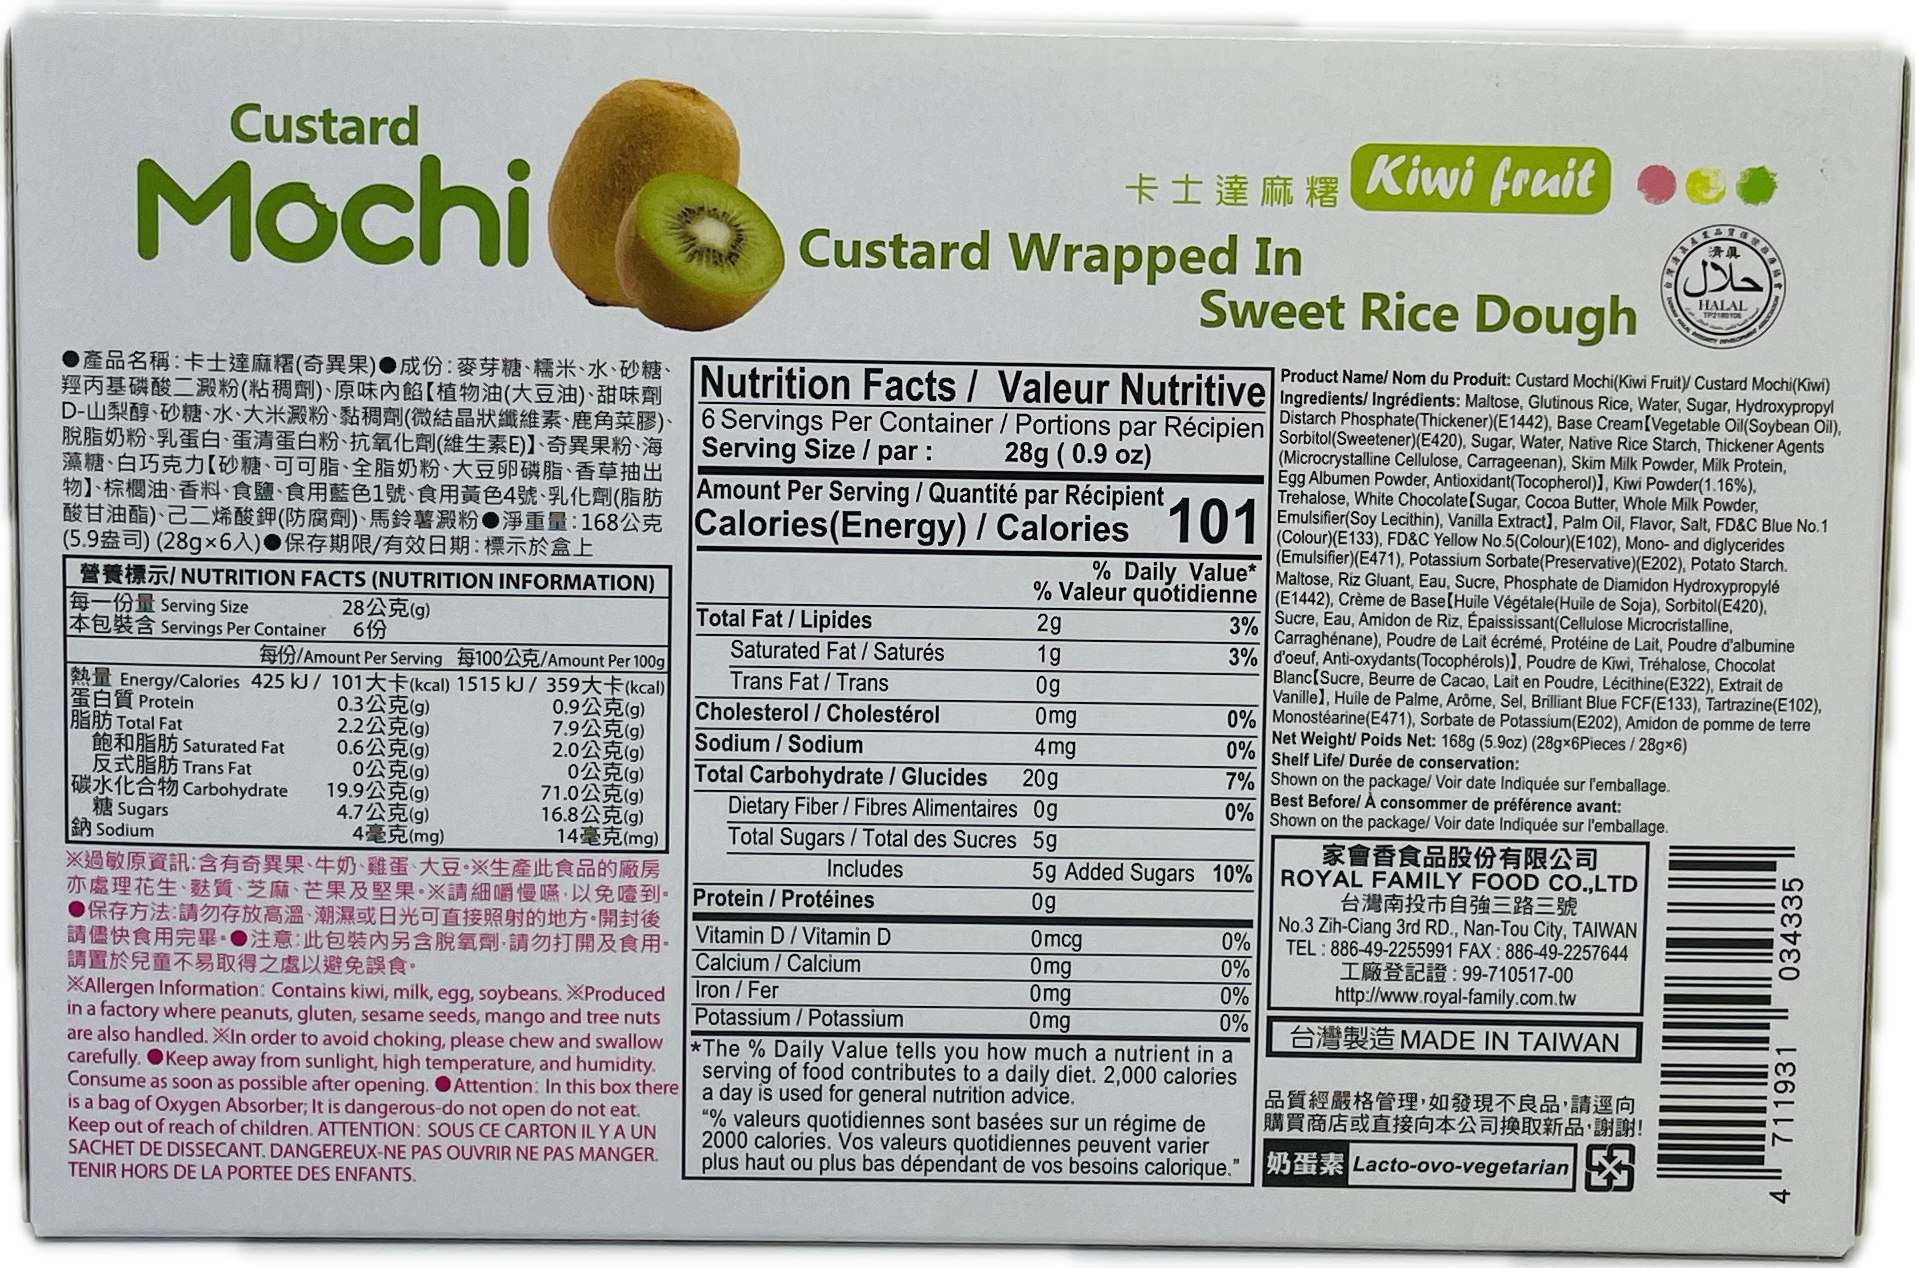 Custard
Mochi
卡士達麻糬 Kiwi fruit
Custard Wrapped In
Sweet Rice Dough
清真
حلال
HALAL
●產品名稱:卡士達麻糬(奇異果)●成份:麥芽糖、糯米、水、砂糖、
羥丙基磷酸二澱粉(粘稠劑)、原味內餡【植物油(大豆油)、甜味劑
D-山梨醇、砂糖、水、大米澱粉、黏稠劑(微結晶狀纖維素、鹿角菜膠)、
脫脂奶粉、乳蛋白、蛋清蛋白粉、抗氧化劑(維生素E)】、奇異果粉、海
藻糖、白巧克力【砂糖、可可脂、全脂奶粉、大豆卵磷脂、香草抽出
物】、棕櫚油、香料、食鹽、食用藍色1號、食用黃色4號、乳化劑(脂肪
酸甘油酯)、己二烯酸鉀(防腐劑)、馬鈴薯澱粉●淨重量:168公克
(5.9盎司) (28g×6入)●保存期限/有效日期:標示於盒上
營養標示/ NUTRITION FACTS (NUTRITION INFORMATION)
每一份量 Serving Size 28公克(g)
本包裝含 Servings Per Container 6份
每份/Amount Per Serving 每100公克/Amount Per 100g
熱量 Energy/Calories 425 kJ / 101大卡(kcal) 1515 kJ / 359大卡(kcal)
蛋白質 Protein 0.3公克(g) 0.9公克(g)
脂肪 Total Fat 2.2公克(g) 7.9公克(g)
飽和脂肪 Saturated Fat 0.6公克(g) 2.0公克(g)
反式脂肪 Trans Fat 0公克(g) 0公克(g)
碳水化合物 Carbohydrate 19.9公克(g) 71.0公克(g)
糖 Sugars 4.7公克(g) 16.8公克(g)
鈉 Sodium 4毫克(mg) 14毫克(mg)
※過敏原資訊:含有奇異果、牛奶、雞蛋、大豆。※生產此食品的廠房
亦處理花生、麩質、芝麻、芒果及堅果。※請細嚼慢嚥,以免噎到。
●保存方法:請勿存放高溫、潮濕或日光可直接照射的地方。開封後
請儘快食用完畢。●注意:此包裝內另含脫氧劑,請勿打開及食用。
請置於兒童不易取得之處以避免誤食。
※Allergen Information: Contains kiwi, milk, egg, soybeans. ※Produced
in a factory where peanuts, gluten, sesame seeds, mango and tree nuts
are also handled. ※In order to avoid choking, please chew and swallow
carefully. ●Keep away from sunlight, high temperature, and humidity.
Consume as soon as possible after opening. ●Attention: In this box there
is a bag of Oxygen Absorber; It is dangerous-do not open do not eat.
Keep out of reach of children. ATTENTION: SOUS CE CARTON IL Y A UN
SACHET DE DISSECANT. DANGEREUX-NE PAS OUVRIR NE PAS MANGER.
TENIR HORS DE LA PORTEE DES ENFANTS.
Nutrition Facts / Valeur Nutritive
6 Servings Per Container / Portions par Récipien
Serving Size / par : 28g ( 0.9 oz)
Amount Per Serving / Quantité par Récipient
Calories(Energy) / Calories 101
% Daily Value*
% Valeur quotidienne
Total Fat / Lipides 2g 3%
Saturated Fat / Saturés 1g 3%
Trans Fat / Trans 0g
Cholesterol / Cholestérol 0mg 0%
Sodium / Sodium 4mg 0%
Total Carbohydrate / Glucides 20g 7%
Dietary Fiber / Fibres Alimentaires 0g 0%
Total Sugars / Total des Sucres 5g
Includes 5g Added Sugars 10%
Protein / Protéines 0g
Vitamin D / Vitamin D 0mcg 0%
Calcium / Calcium 0mg 0%
Iron / Fer 0mg 0%
Potassium / Potassium 0mg 0%
*The % Daily Value tells you how much a nutrient in a
serving of food contributes to a daily diet. 2,000 calories
a day is used for general nutrition advice.
"% valeurs quotidiennes sont basées sur un régime de
2000 calories. Vos valeurs quotidiennes peuvent varier
plus haut ou plus bas dépendant de vos besoins calorique."
Product Name/ Nom du Produit: Custard Mochi(Kiwi Fruit)/ Custard Mochi(Kiwi)
Ingredients/ Ingrédients: Maltose, Glutinous Rice, Water, Sugar, Hydroxypropyl
Distarch Phosphate(Thickener)(E1442), Base Cream【Vegetable Oil(Soybean Oil),
Sorbitol(Sweetener)(E420), Sugar, Water, Native Rice Starch, Thickener Agents
(Microcrystalline Cellulose, Carrageenan), Skim Milk Powder, Milk Protein,
Egg Albumen Powder, Antioxidant(Tocopherol)】, Kiwi Powder(1.16%),
Trehalose, White Chocolate【Sugar, Cocoa Butter, Whole Milk Powder,
Emulsifier(Soy Lecithin), Vanilla Extract】, Palm Oil, Flavor, Salt, FD&C Blue No.1
(Colour)(E133), FD&C Yellow No.5(Colour)(E102), Mono- and diglycerides
(Emulsifier)(E471), Potassium Sorbate(Preservative)(E202), Potato Starch.
Maltose, Riz Gluant, Eau, Sucre, Phosphate de Diamidon Hydroxypropylé
(E1442), Crème de Base【Huile Végétale(Huile de Soja), Sorbitol(E420),
Sucre, Eau, Amidon de Riz, Épaississant(Cellulose Microcristalline,
Carraghénane), Poudre de Lait écrémé, Protéine de Lait, Poudre d'albumine
d'oeuf, Anti-oxydants(Tocophérols)】, Poudre de Kiwi, Tréhalose, Chocolat
Blanc【Sucre, Beurre de Cacao, Lait en Poudre, Lécithine(E322), Extrait de
Vanille】, Huile de Palme, Arôme, Sel, Brilliant Blue FCF(E133), Tartrazine(E102),
Monostéarine(E471), Sorbate de Potassium(E202), Amidon de pomme de terre
Net Weight/ Poids Net: 168g (5.9oz) (28g×6Pieces / 28g×6)
Shelf Life/ Durée de conservation:
Shown on the package/ Voir date Indiquée sur l'emballage.
Best Before/ À consommer de préférence avant:
Shown on the package/ Voir date Indiquée sur l'emballage.
家會香食品股份有限公司
ROYAL FAMILY FOOD CO.,LTD
台灣南投市自強三路三號
No.3 Zih-Ciang 3rd RD., Nan-Tou City, TAIWAN
TEL : 886-49-2255991 FAX : 886-49-2257644
工廠登記證 : 99-710517-00
http://www.royal-family.com.tw
台灣製造 MADE IN TAIWAN
品質經嚴格管理,如發現不良品,請逕向
購買商店或直接向本公司換取新品,謝謝!
奶蛋素 Lacto-ovo-vegetarian
4 711931 034335